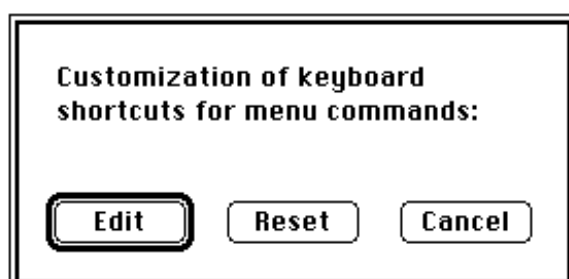 Customization of keyboard
shortcuts for menu commands:
Edit Reset Cancel